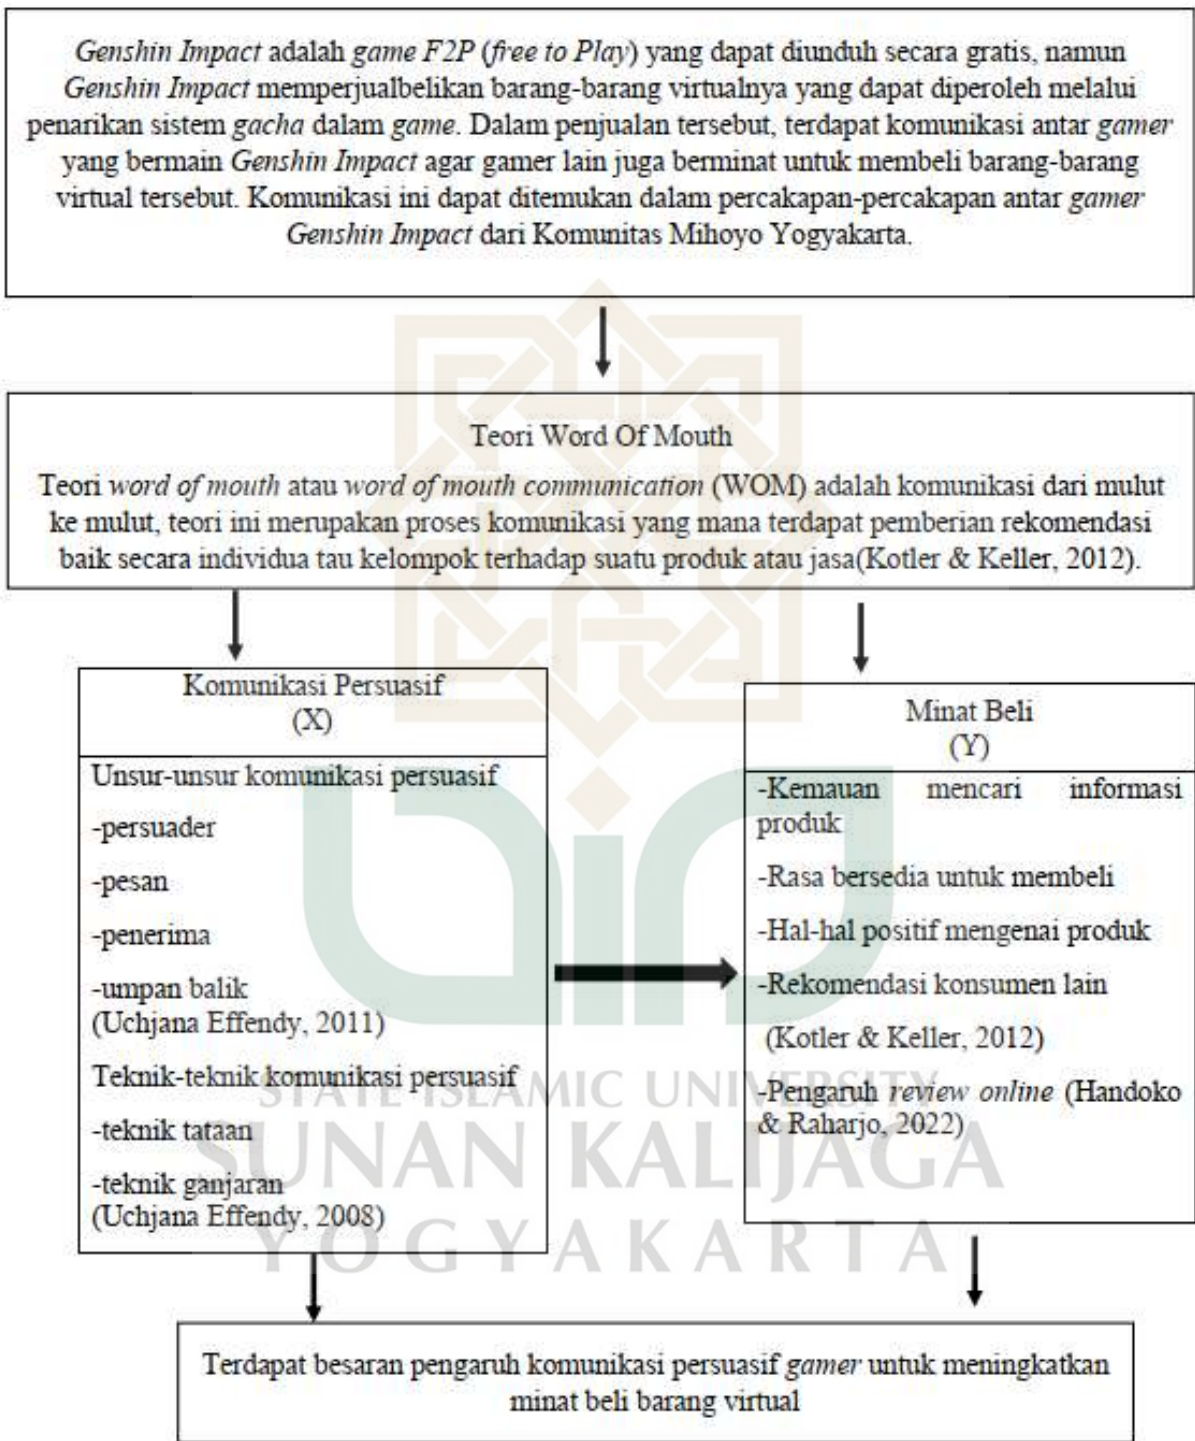 Genshin Impact adalah game F2P (free to Play) yang dapat diunduh secara gratis, namun
Genshin Impact memperjualbelikan barang-barang virtualnya yang dapat diperoleh melalui
penarikan sistem gacha dalam game. Dalam penjualan tersebut, terdapat komunikasi antar gamer
yang bermain Genshin Impact agar gamer lain juga berminat untuk membeli barang-barang
virtual tersebut. Komunikasi ini dapat ditemukan dalam percakapan-percakapan antar gamer
Genshin Impact dari Komunitas Mihoyo Yogyakarta.
Teori Word Of Mouth
Teori word of mouth atau word of mouth communication (WOM) adalah komunikasi dari mulut
ke mulut, teori ini merupakan proses komunikasi yang mana terdapat pemberian rekomendasi
baik secara individua tau kelompok terhadap suatu produk atau jasa(Kotler & Keller, 2012).
Komunikasi Persuasif
(X)
Unsur-unsur komunikasi persuasif
-persuader
-pesan
-penerima
-umpan balik
(Uchjana Effendy, 2011)
Teknik-teknik komunikasi persuasif
-teknik tataan
-teknik ganjaran
(Uchjana Effendy, 2008)
Minat Beli
(Y)
-Kemauan mencari informasi
produk
-Rasa bersedia untuk membeli
-Hal-hal positif mengenai produk
-Rekomendasi konsumen lain
(Kotler & Keller, 2012)
-Pengaruh review online (Handoko
& Raharjo, 2022)
Terdapat besaran pengaruh komunikasi persuasif gamer untuk meningkatkan
minat beli barang virtual
STATE ISLAMIC UNIVERSITY
SUNAN KALIJAGA
YOGYAKARTA